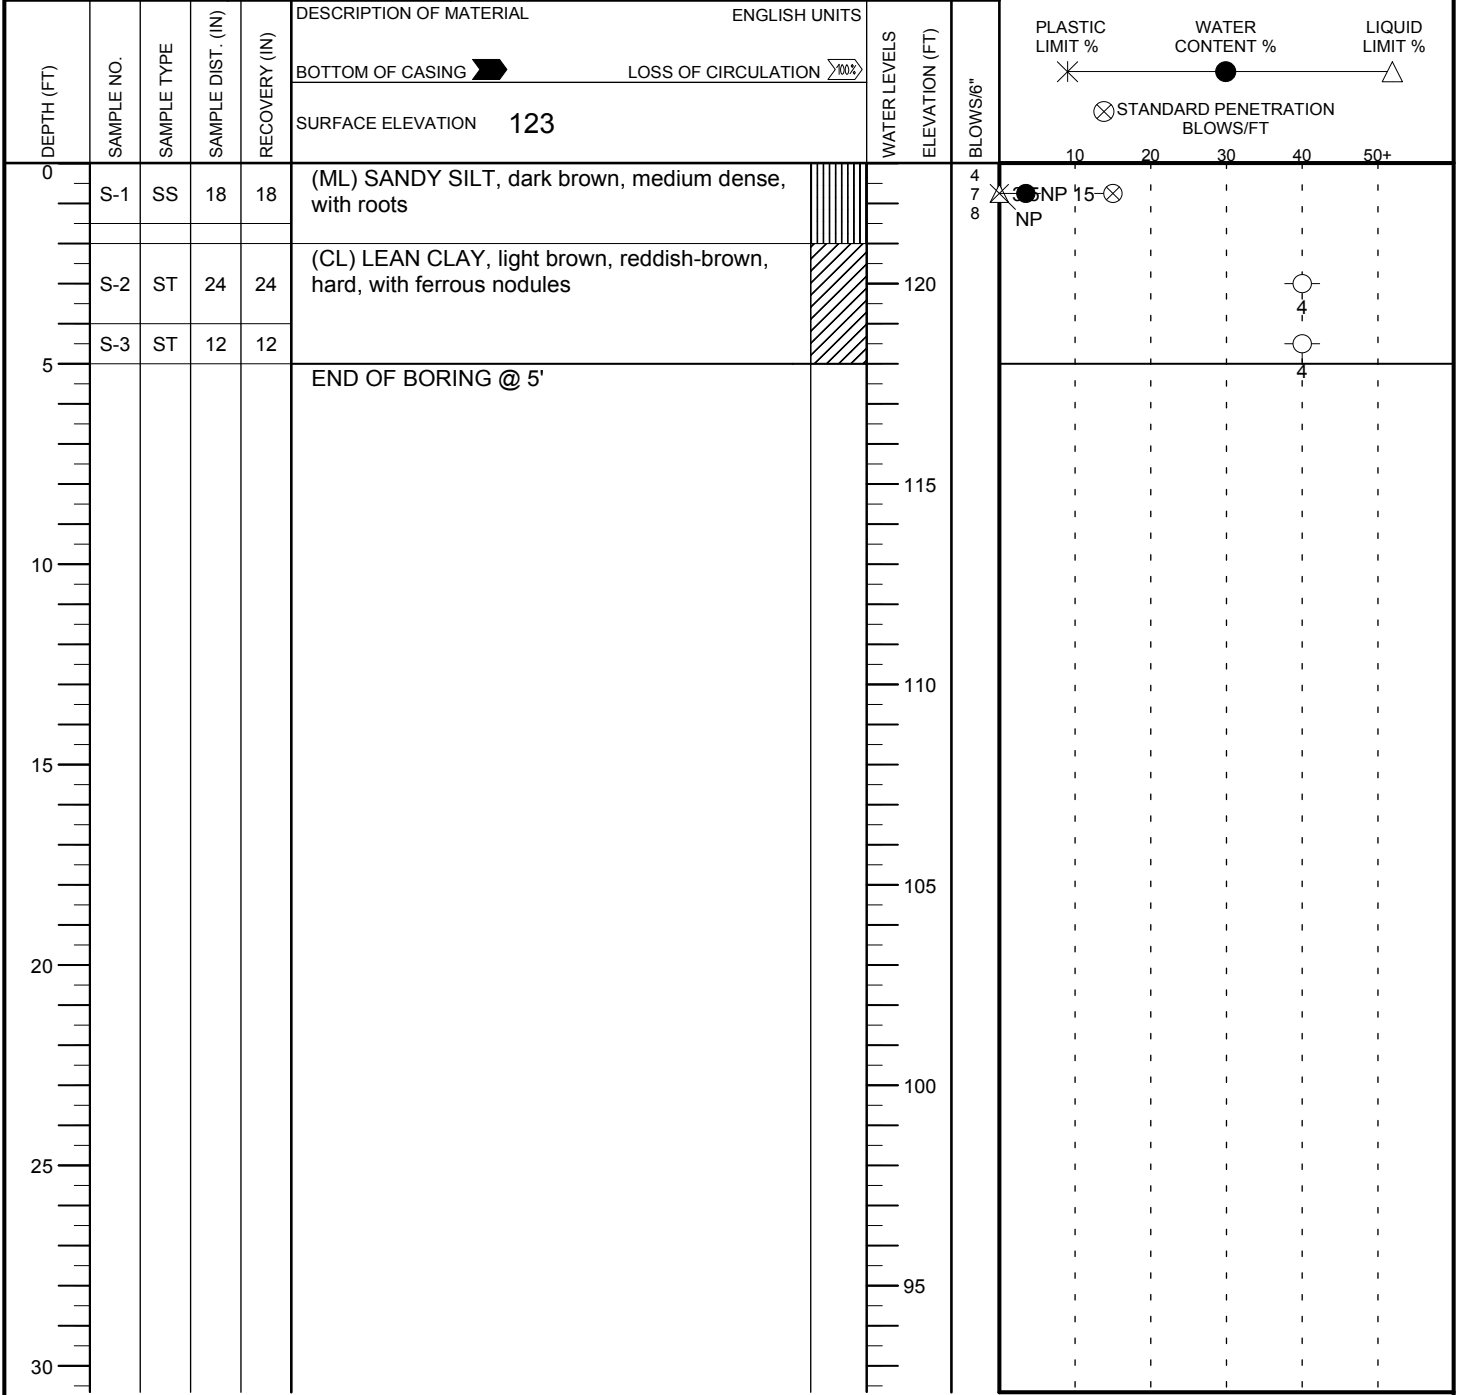 DEPTH (FT)
SAMPLE NO.
SAMPLE TYPE
SAMPLE DIST. (IN)
RECOVERY (IN)
DESCRIPTION OF MATERIAL ENGLISH UNITS
BOTTOM OF CASING LOSS OF CIRCULATION 100%
SURFACE ELEVATION 123
WATER LEVELS
ELEVATION (FT)
BLOWS/6"
PLASTIC LIMIT %
WATER CONTENT %
LIQUID LIMIT %
STANDARD PENETRATION
BLOWS/FT
10 20 30 40 50+
0
S-1 SS 18 18
(ML) SANDY SILT, dark brown, medium dense,
with roots
4
7
8
NP 15
NP
S-2 ST 24 24
(CL) LEAN CLAY, light brown, reddish-brown,
hard, with ferrous nodules
120
4
S-3 ST 12 12
4
5
END OF BORING @ 5'
115
10
110
15
105
20
100
25
95
30